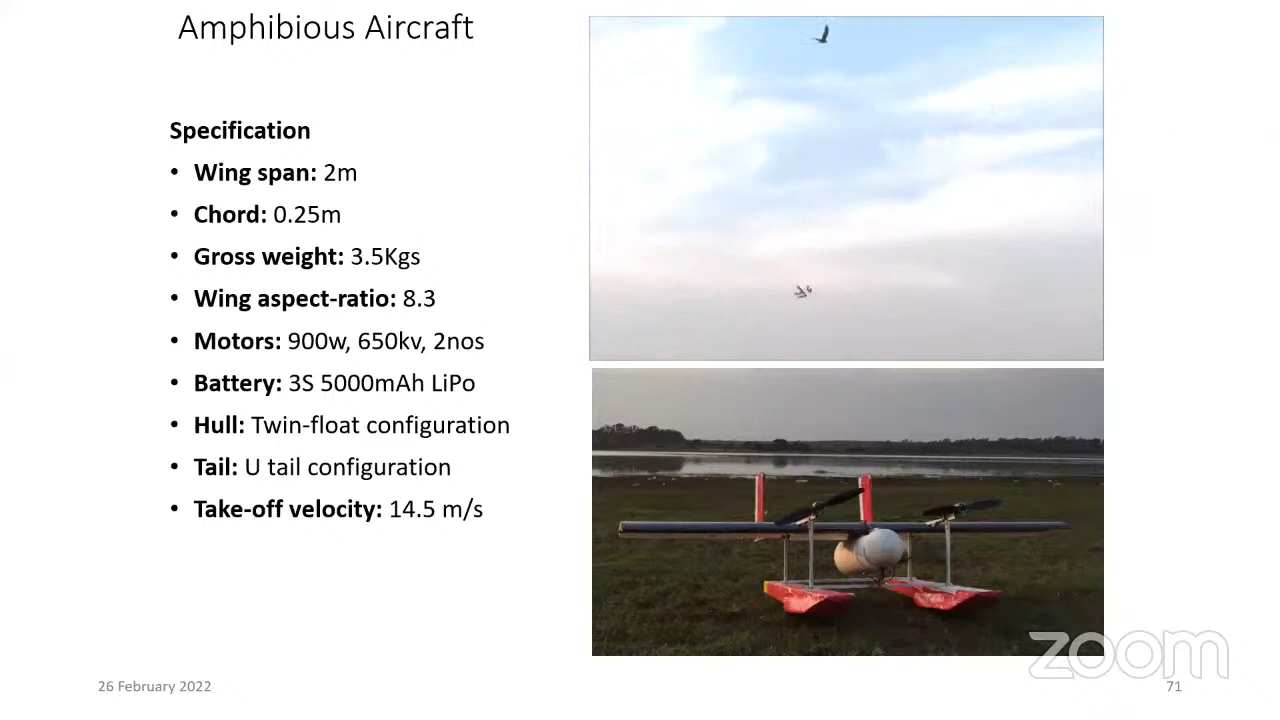 Amphibious Aircraft
Specification
• Wing span: 2m
• Chord: 0.25m
• Gross weight: 3.5Kgs
• Wing aspect-ratio: 8.3
• Motors: 900w, 650kv, 2nos
• Battery: 3S 5000mAh LiPo
• Hull: Twin-float configuration
• Tail: U tail configuration
• Take-off velocity: 14.5 m/s
zoom
26 February 2022
71